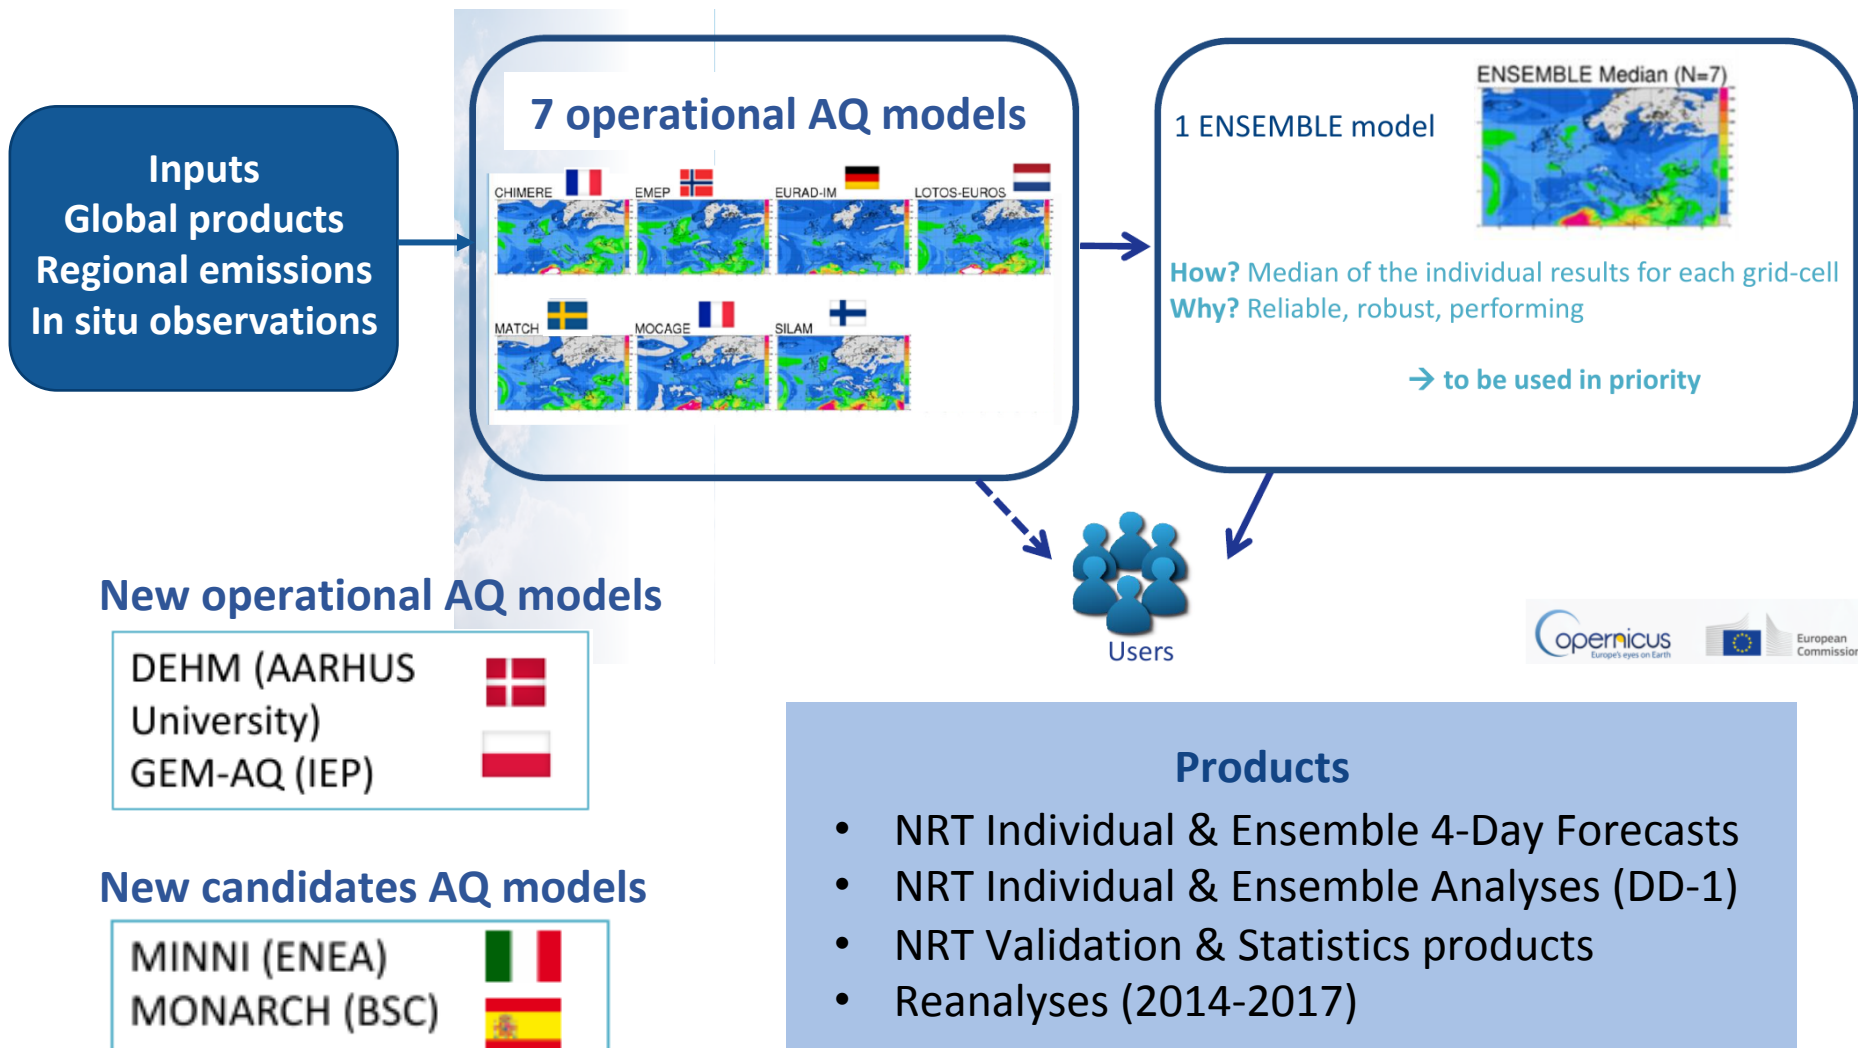 Inputs
Global products
Regional emissions
In situ observations
7 operational AQ models
CHIMERE
EMEP
EURAD-IM
LOTOS-EUROS
MATCH
MOCAGE
SILAM
ENSEMBLE Median (N=7)
1 ENSEMBLE model
How? Median of the individual results for each grid-cell
Why? Reliable, robust, performing
→ to be used in priority
Users
opernicus
Europe's eyes on Earth
European
Commission
New operational AQ models
DEHM (AARHUS
University)
GEM-AQ (IEP)
New candidates AQ models
MINNI (ENEA)
MONARCH (BSC)
Products
• NRT Individual & Ensemble 4-Day Forecasts
• NRT Individual & Ensemble Analyses (DD-1)
• NRT Validation & Statistics products
• Reanalyses (2014-2017)